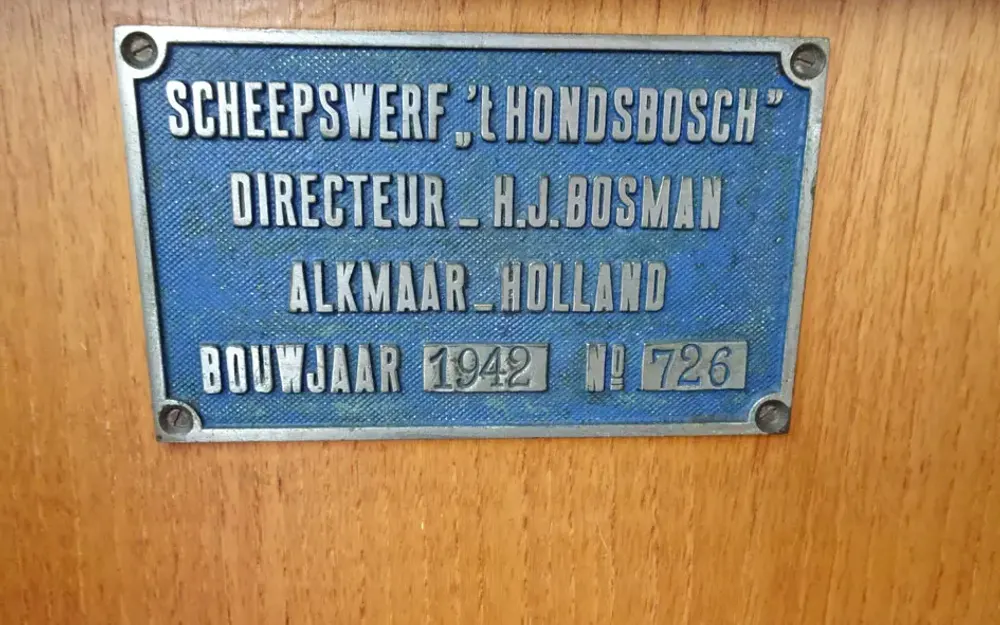 SCHEEPSWERF „'t HONDSBOSCH”
DIRECTEUR - H.J. BOSMAN
ALKMAAR - HOLLAND
BOUWJAAR 1942 No 726